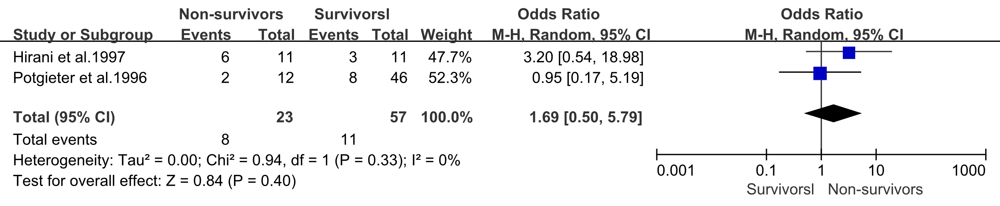 Non-survivors Survivorsl Odds Ratio Odds Ratio
Study or Subgroup Events Total Events Total Weight M-H, Random, 95% CI M-H, Random, 95% CI
Hirani et al.1997 6 11 3 11 47.7% 3.20 [0.54, 18.98]
Potgieter et al.1996 2 12 8 46 52.3% 0.95 [0.17, 5.19]
Total (95% CI) 23 57 100.0% 1.69 [0.50, 5.79]
Total events 8 11
Heterogeneity: Tau² = 0.00; Chi² = 0.94, df = 1 (P = 0.33); I² = 0%
Test for overall effect: Z = 0.84 (P = 0.40)
0.001 0.1 1 10 1000
Survivorsl Non-survivors